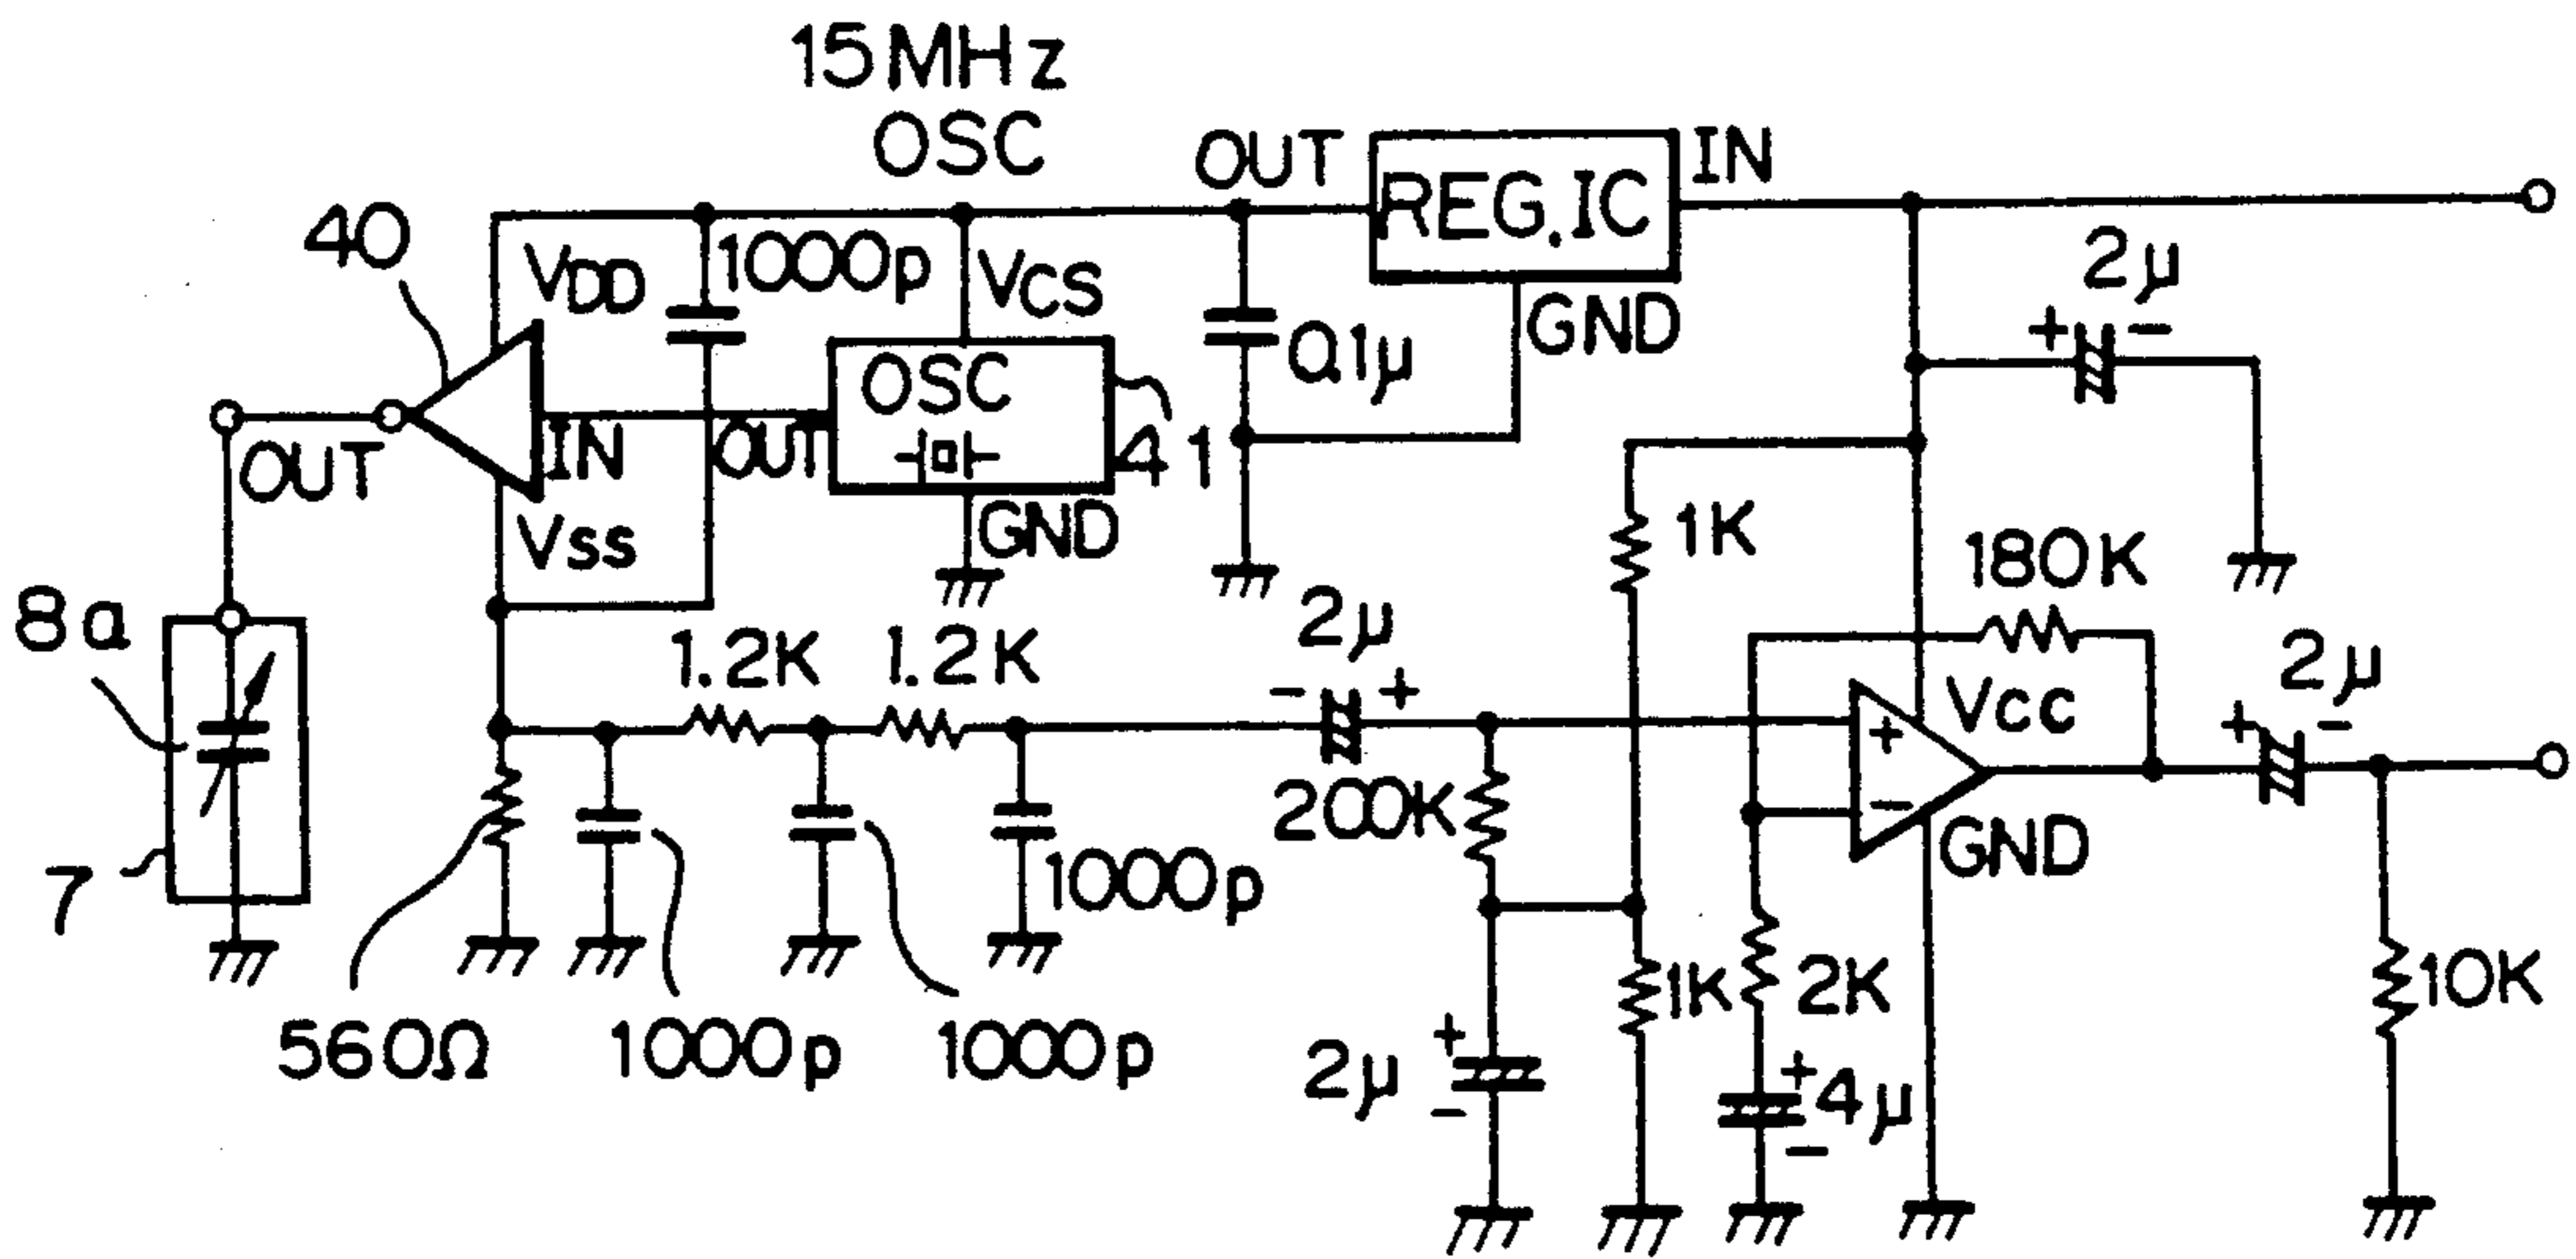 15MHz
OSC
OUT
REG.IC
IN
40
VDD
1000p
VCS
2μ
+
-
GND
0.1μ
OSC
OUT
IN
OUT
41
VSS
GND
1K
180K
8a
1.2K
1.2K
2μ
-
+
2μ
+
-
VCC
+
-
200K
GND
7
1000p
560Ω
1000p
1000p
1K
2K
10K
2μ
+
-
+
4μ
-